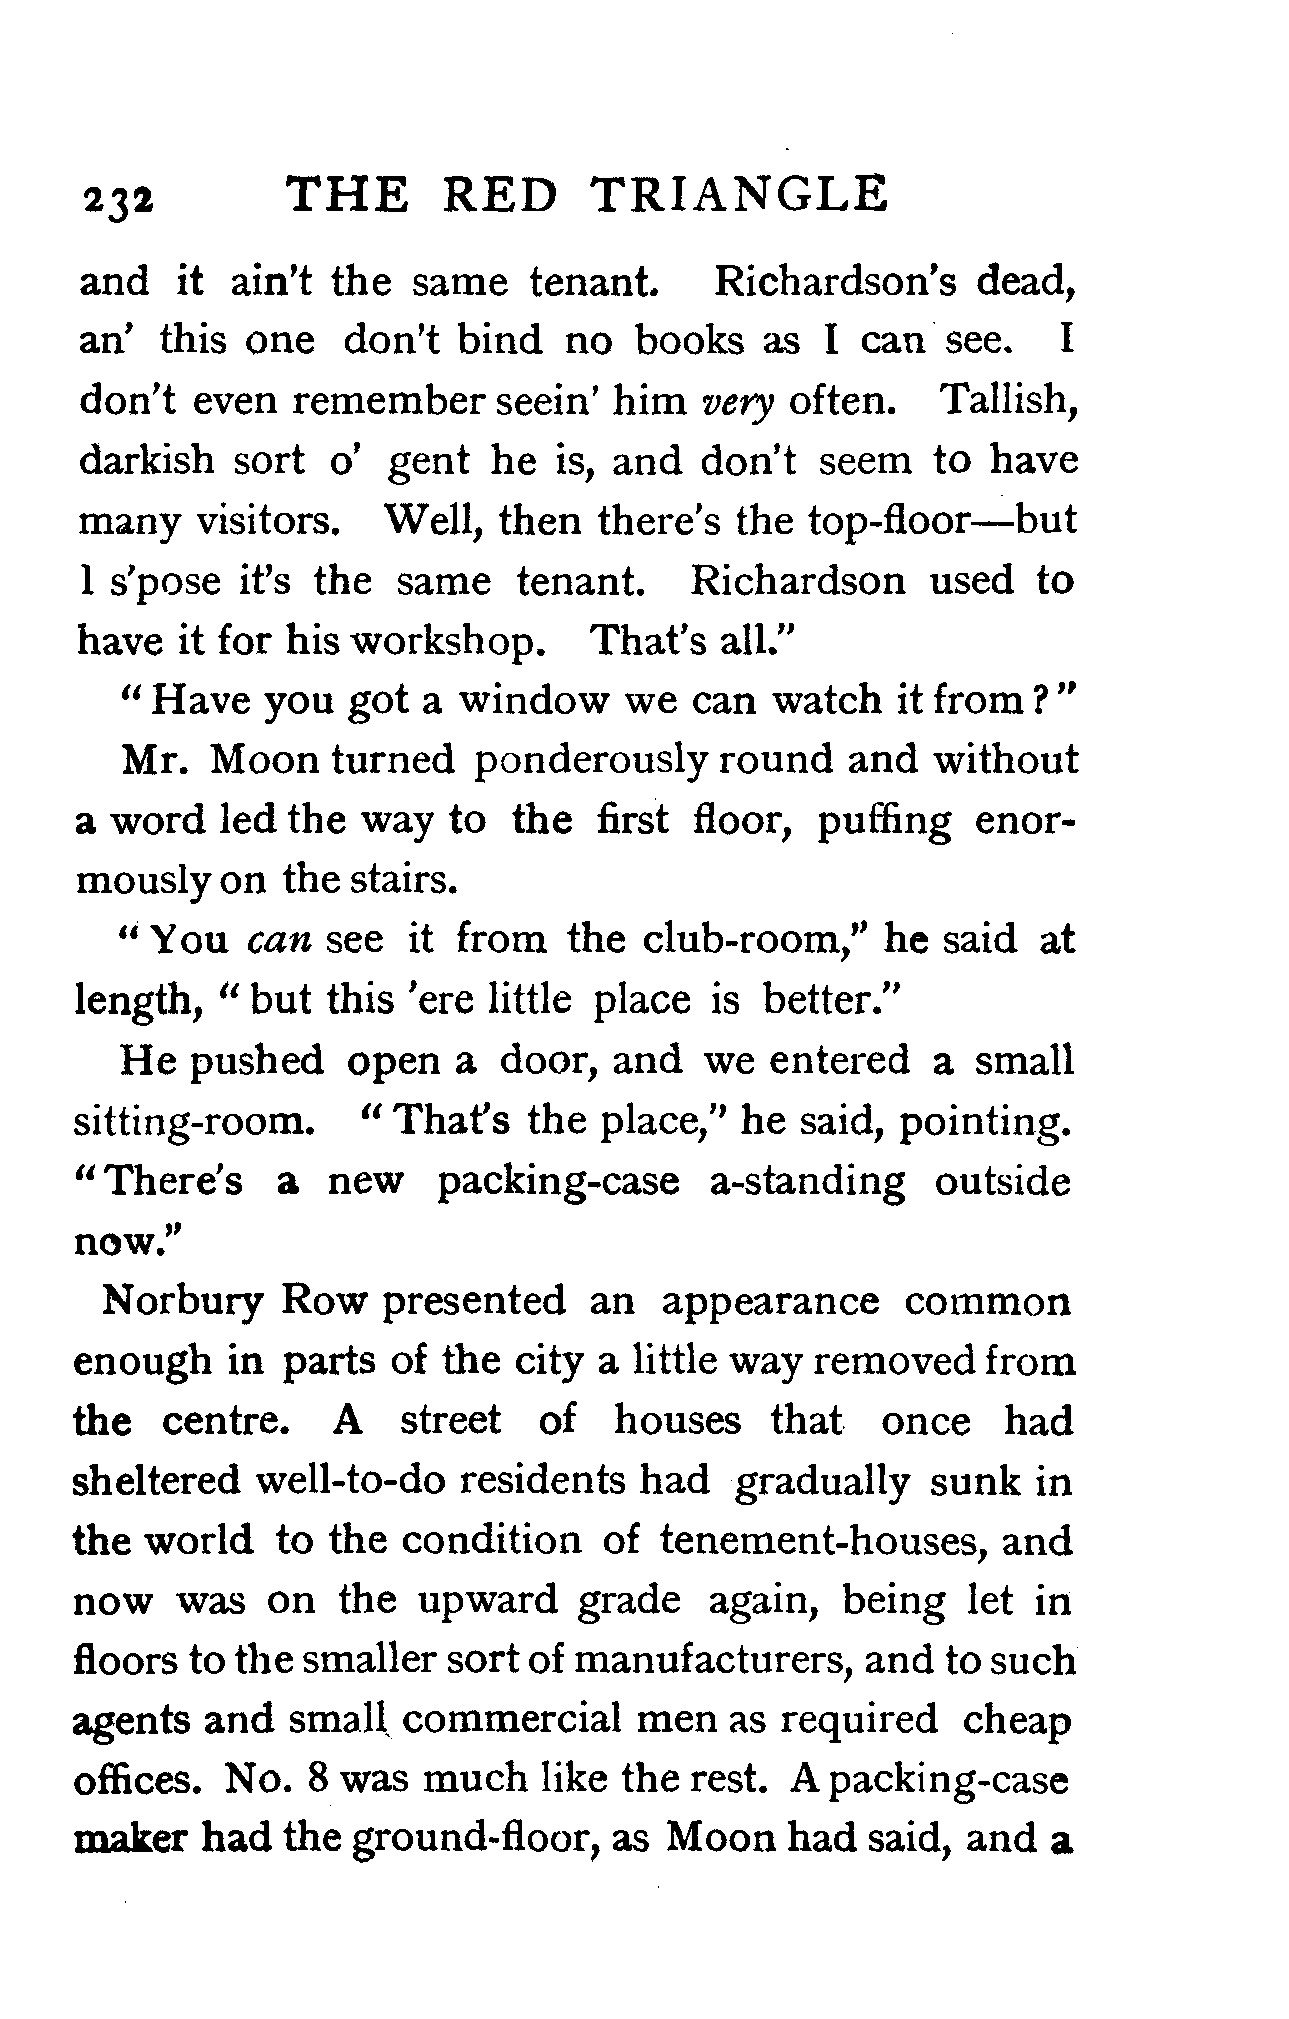 232 THE RED TRIANGLE
and it ain't the same tenant. Richardson's dead,
an' this one don't bind no books as I can see. I
don't even remember seein' him very often. Tallish,
darkish sort o' gent he is, and don't seem to have
many visitors. Well, then there's the top-floor—but
I s'pose it's the same tenant. Richardson used to
have it for his workshop. That's all."
"Have you got a window we can watch it from?"
Mr. Moon turned ponderously round and without
a word led the way to the first floor, puffing enor-
mously on the stairs.
"You can see it from the club-room," he said at
length, "but this 'ere little place is better."
He pushed open a door, and we entered a small
sitting-room. "That's the place," he said, pointing.
"There's a new packing-case a-standing outside
now."
Norbury Row presented an appearance common
enough in parts of the city a little way removed from
the centre. A street of houses that once had
sheltered well-to-do residents had gradually sunk in
the world to the condition of tenement-houses, and
now was on the upward grade again, being let in
floors to the smaller sort of manufacturers, and to such
agents and small commercial men as required cheap
offices. No. 8 was much like the rest. A packing-case
maker had the ground-floor, as Moon had said, and a